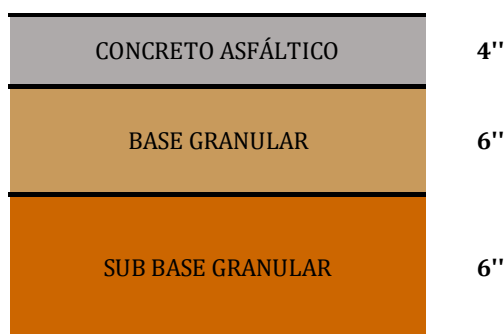 CONCRETO ASFÁLTICO 4"
BASE GRANULAR 6"
SUB BASE GRANULAR 6"